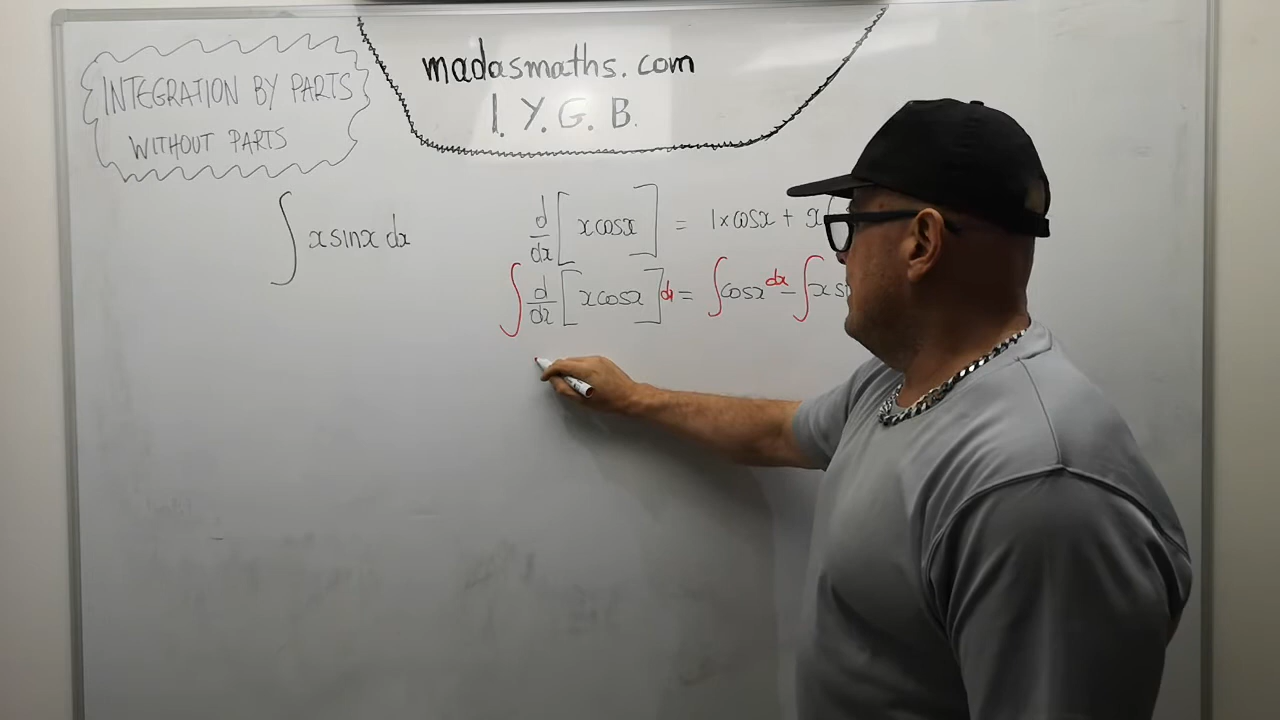 INTEGRATION BY PARTS
WITHOUT PARTS
madasmaths.com
I. Y. G. B.
∫ x sinx dx
d/dx [ x cosx ] = 1 × cosx + x(
∫ d/dx [ x cosx ] dx = ∫ cosx dx − ∫ x s